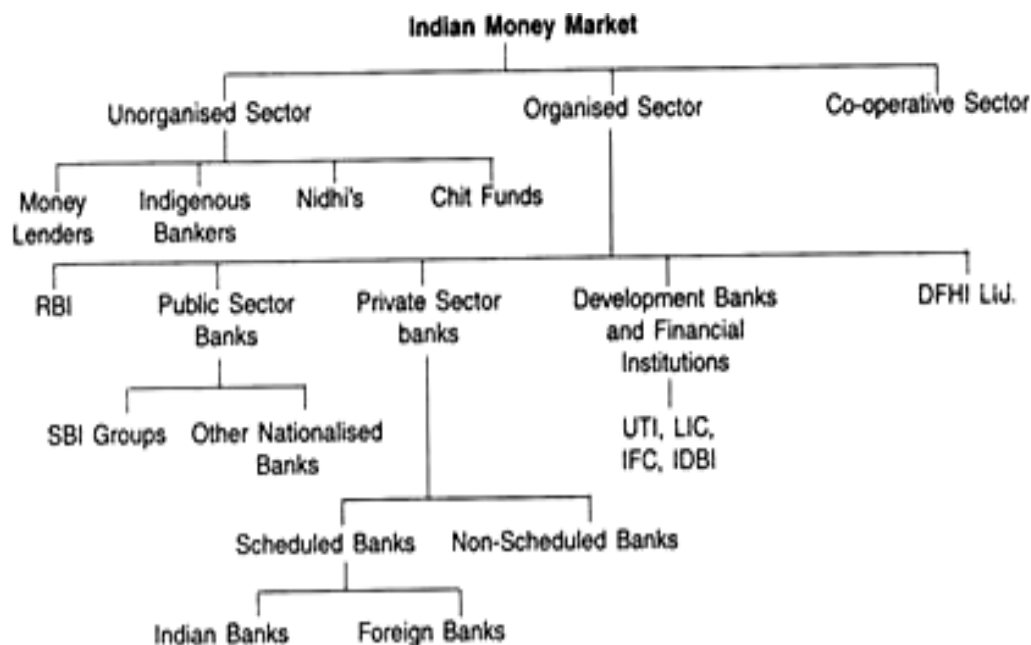 Indian Money Market
Unorganised Sector
Organised Sector
Co-operative Sector
Money
Lenders
Indigenous
Bankers
Nidhi's
Chit Funds
RBI
Public Sector
Banks
Private Sector
banks
Development Banks
and Financial
Institutions
DFHI LiJ.
SBI Groups
Other Nationalised
Banks
UTI, LIC,
IFC, IDBI
Scheduled Banks
Non-Scheduled Banks
Indian Banks
Foreign Banks